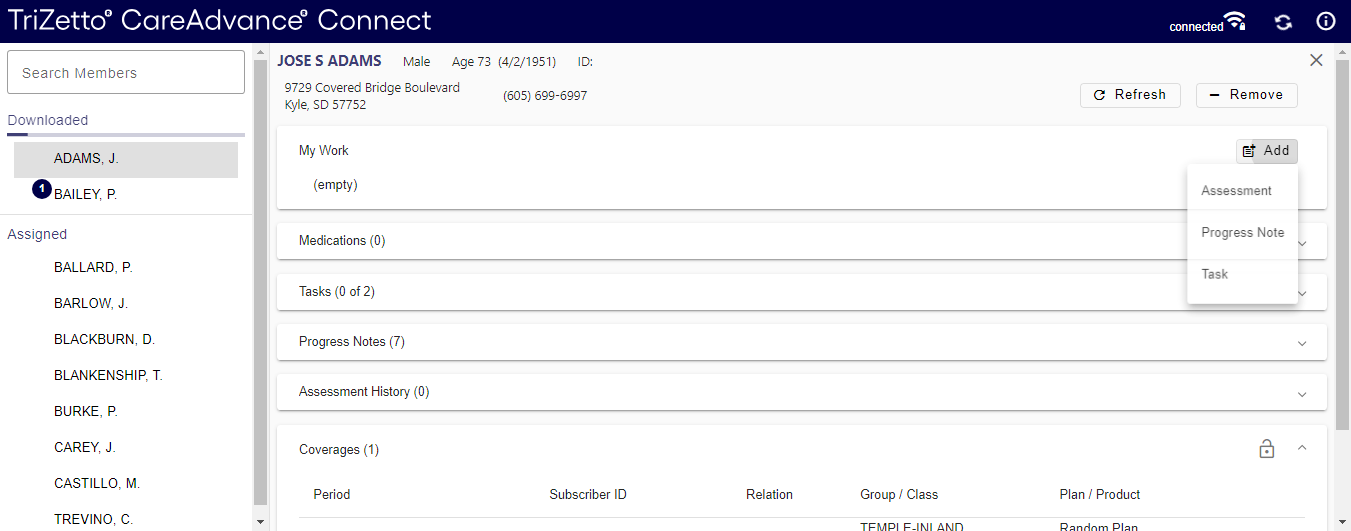 TriZetto® CareAdvance® Connect
connected
Search Members
Downloaded
ADAMS, J.
1
BAILEY, P.
Assigned
BALLARD, P.
BARLOW, J.
BLACKBURN, D.
BLANKENSHIP, T.
BURKE, P.
CAREY, J.
CASTILLO, M.
TREVINO, C.
JOSE S ADAMS Male Age 73 (4/2/1951) ID:
9729 Covered Bridge Boulevard
Kyle, SD 57752
(605) 699-6997
Refresh
Remove
My Work
Add
(empty)
Assessment
Progress Note
Task
Medications (0)
Tasks (0 of 2)
Progress Notes (7)
Assessment History (0)
Coverages (1)
Period Subscriber ID Relation Group / Class Plan / Product
TEMPLE-INLAND Random Plan